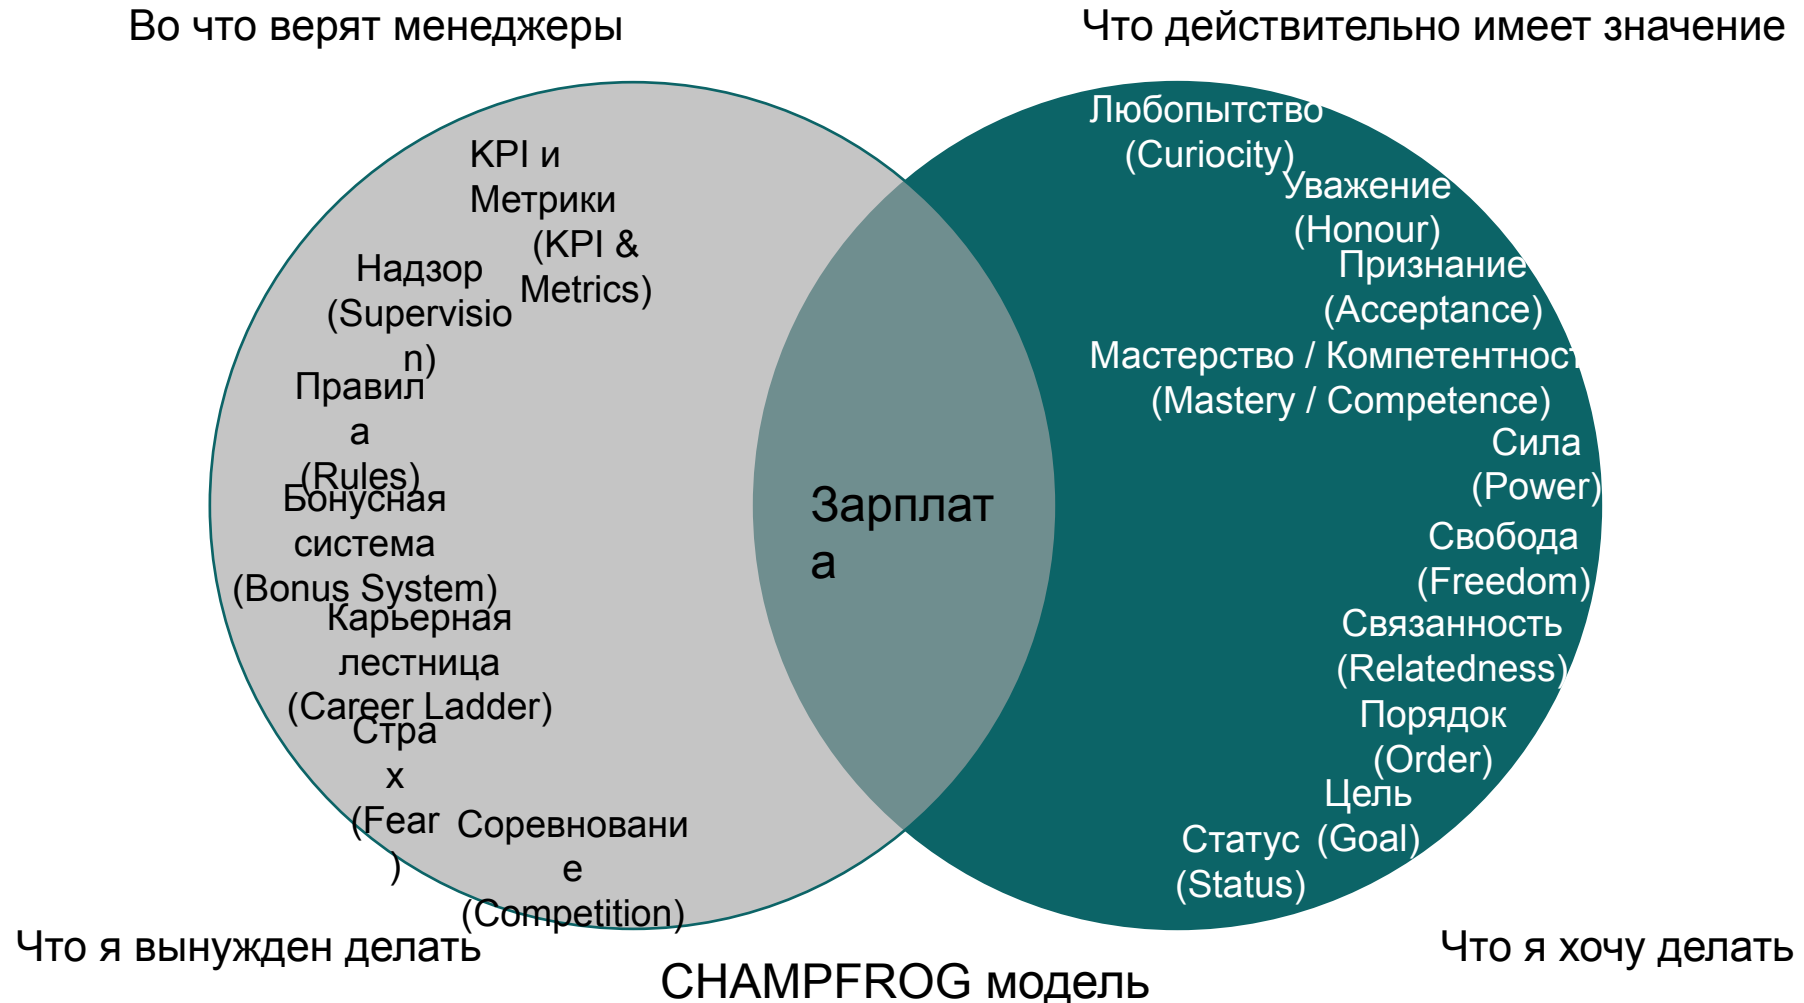 Во что верят менеджеры
Что действительно имеет значение
KPI и
Метрики
(KPI &
Metrics)
Надзор
(Supervisio
n)
Правил
а
(Rules)
Бонусная
система
(Bonus System)
Карьерная
лестница
(Career Ladder)
Стра
х
(Fear
)
Соревновани
е
(Competition)
Зарплат
а
Любопытство
(Curiocity)
Уважение
(Honour)
Признание
(Acceptance)
Мастерство / Компетентность
(Mastery / Competence)
Сила
(Power)
Свобода
(Freedom)
Связанность
(Relatedness)
Порядок
(Order)
Цель
(Goal)
Статус
(Status)
Что я вынужден делать
Что я хочу делать
CHAMPFROG модель